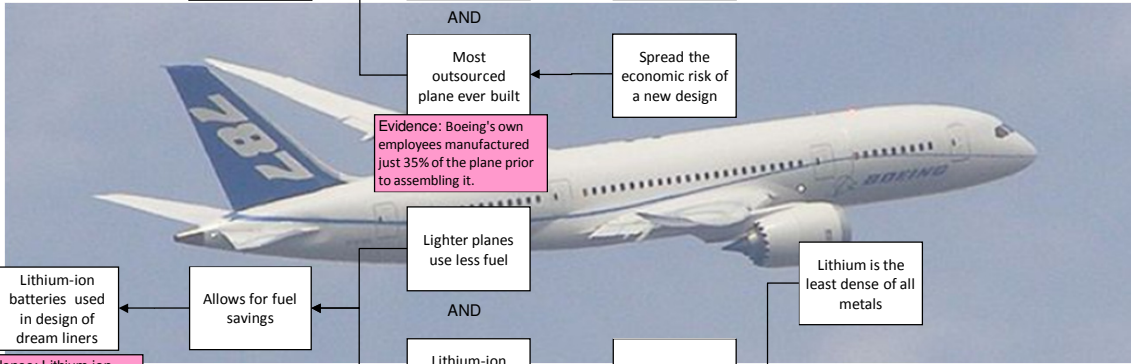 AND
Most
outsourced
plane ever built
Spread the
economic risk of
a new design
Evidence: Boeing's own
employees manufactured
just 35% of the plane prior
to assembling it.
787
BOEING
Lighter planes
use less fuel
Lithium is the
least dense of all
metals
Lithium-ion
batteries used
in design of
dream liners
Allows for fuel
savings
AND
Lithium-ion